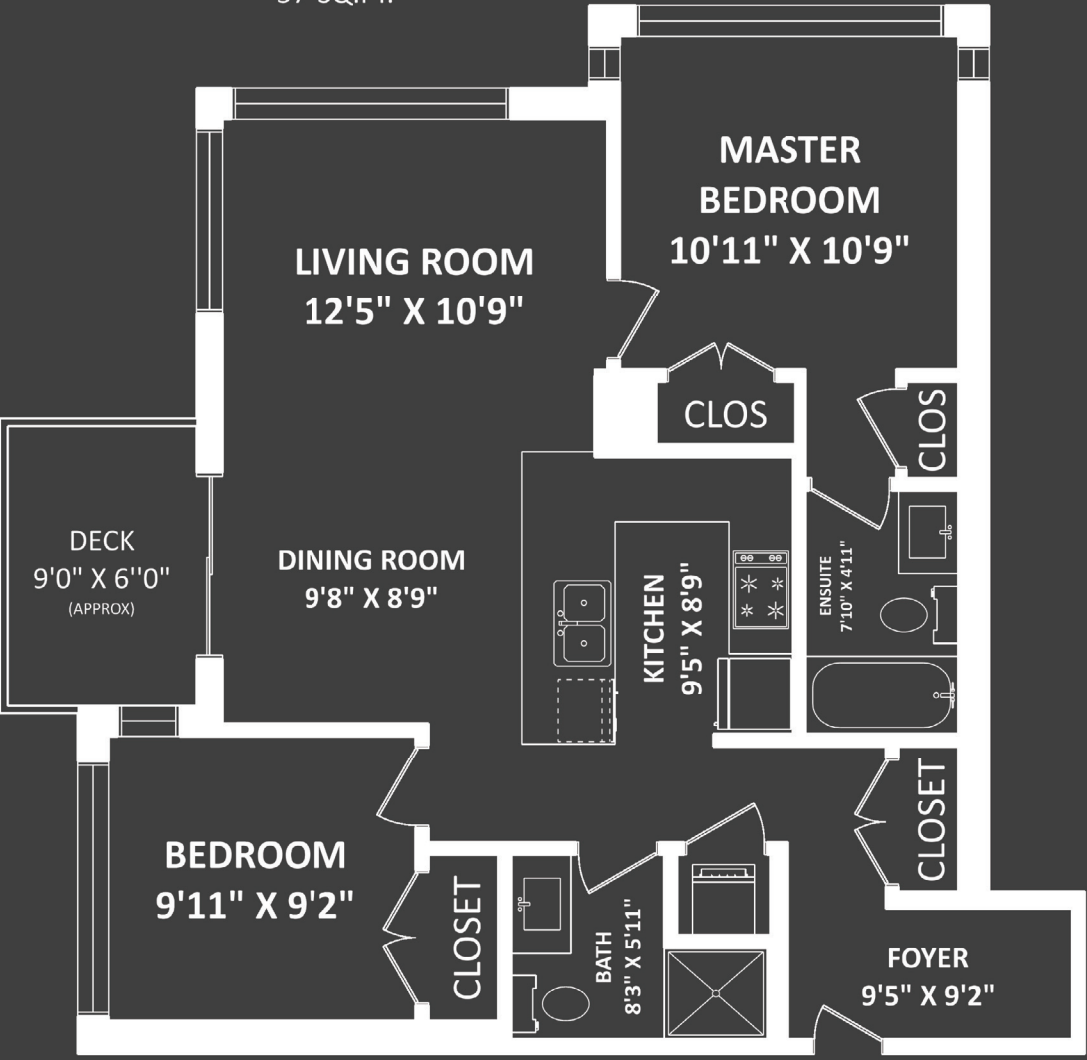 MASTER
BEDROOM
10'11" X 10'9"
LIVING ROOM
12'5" X 10'9"
CLOS
CLOS
DECK
9'0" X 6''0"
(APPROX)
DINING ROOM
9'8" X 8'9"
KITCHEN
9'5" X 8'9"
ENSUITE
7'10" X 4'11"
BEDROOM
9'11" X 9'2"
CLOSET
BATH
8'3" X 5'11"
CLOSET
FOYER
9'5" X 9'2"